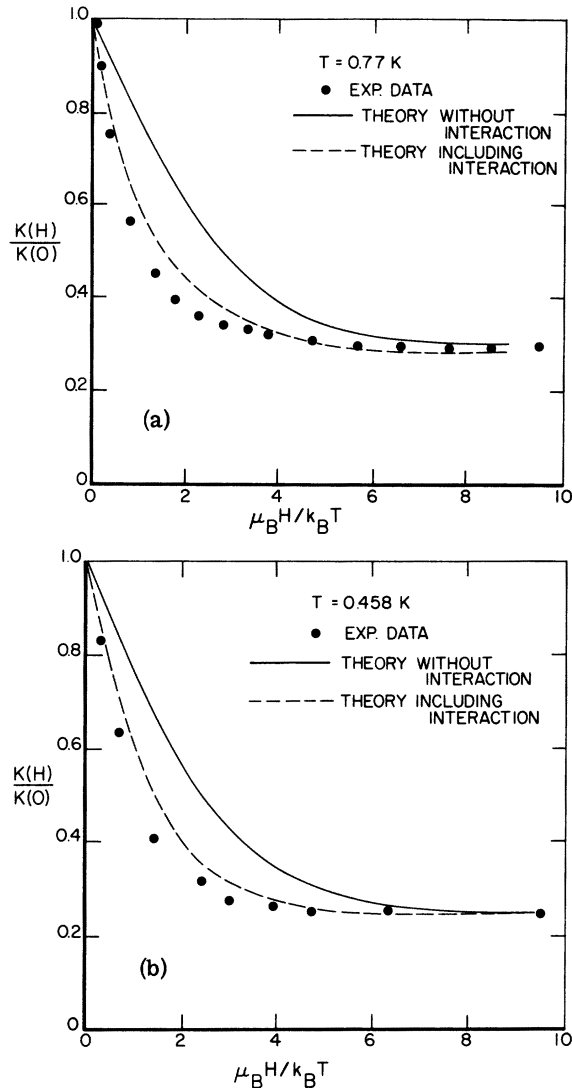 1.0
T = 0.77 K
EXP. DATA
THEORY WITHOUT
INTERACTION
THEORY INCLUDING
INTERACTION
0.8
0.6
K(H)
K(O)
0.4
0.2
(a)
0
0 2 4 6 8 10
μBH/kBT
1.0
T = 0.458 K
EXP. DATA
THEORY WITHOUT
INTERACTION
THEORY INCLUDING
INTERACTION
0.8
0.6
K(H)
K(O)
0.4
0.2
(b)
0
0 2 4 6 8 10
μBH/kBT